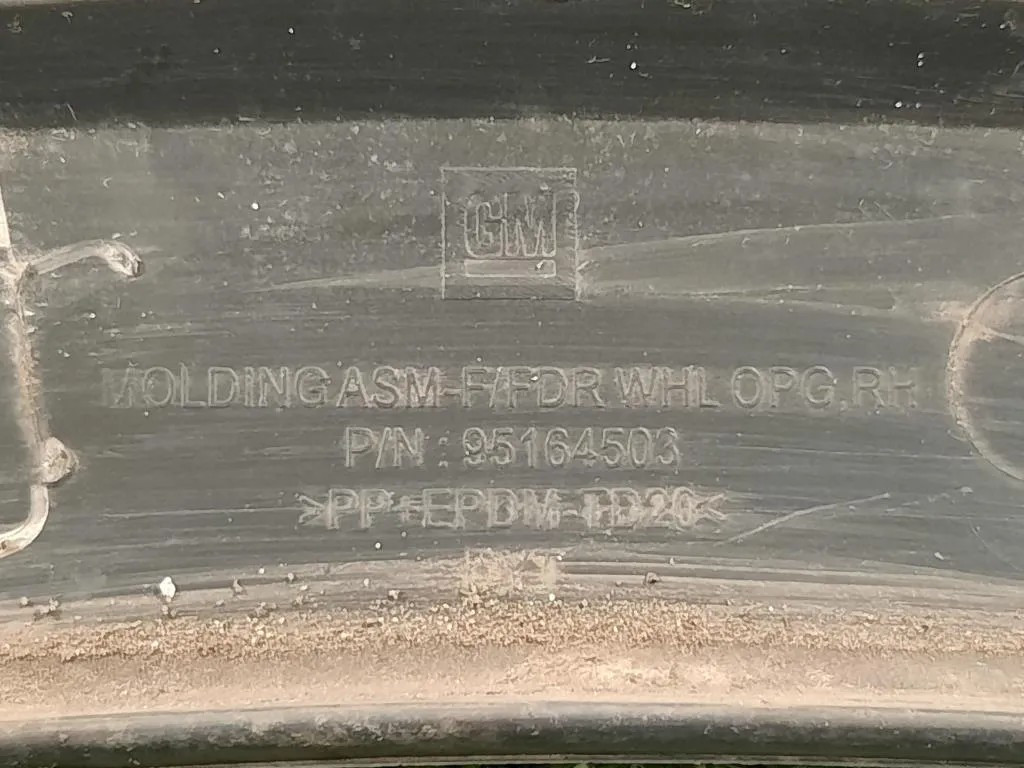 GM
MOLDING ASM-F/FDR WHL OPG.RH
P/N : 95164503
>PP+EPDM-TD20<